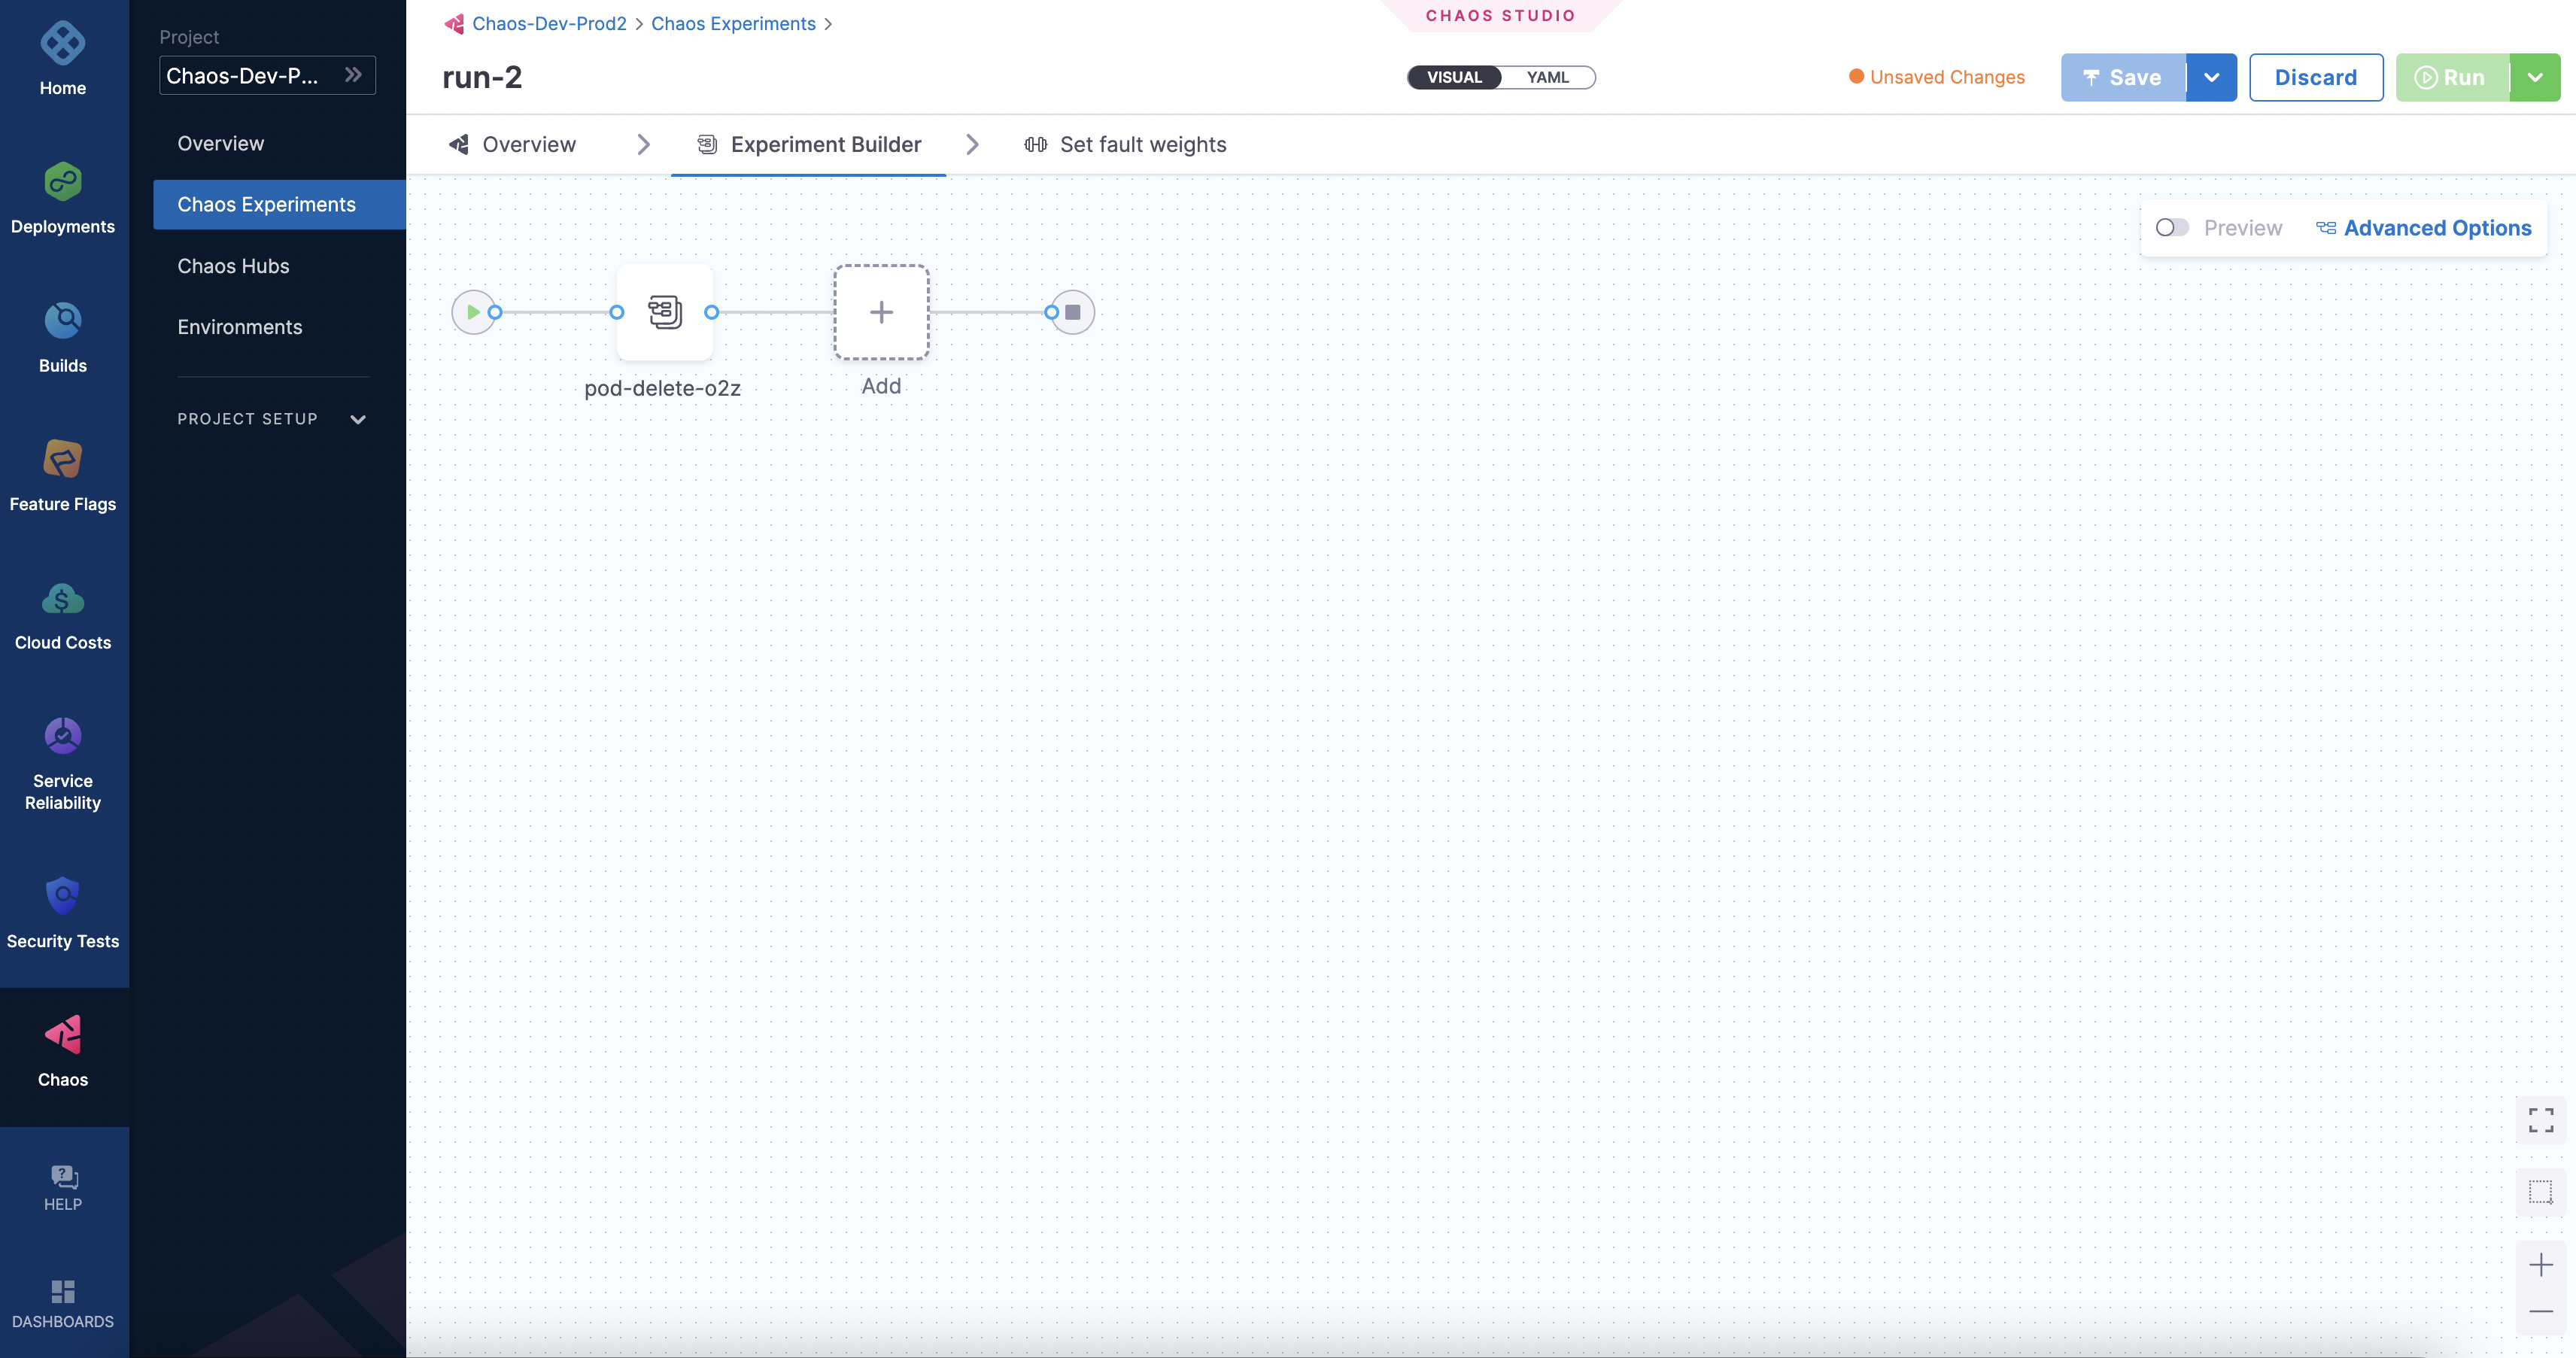 Home
Deployments
Builds
Feature Flags
Cloud Costs
Service
Reliability
Security Tests
Chaos
HELP
DASHBOARDS
Project
Chaos-Dev-P...
Overview
Chaos Experiments
Chaos Hubs
Environments
PROJECT SETUP
Chaos-Dev-Prod2 > Chaos Experiments >
CHAOS STUDIO
run-2
VISUAL YAML
Unsaved Changes
Save
Discard
Run
Overview
Experiment Builder
Set fault weights
Preview
Advanced Options
pod-delete-o2z
Add